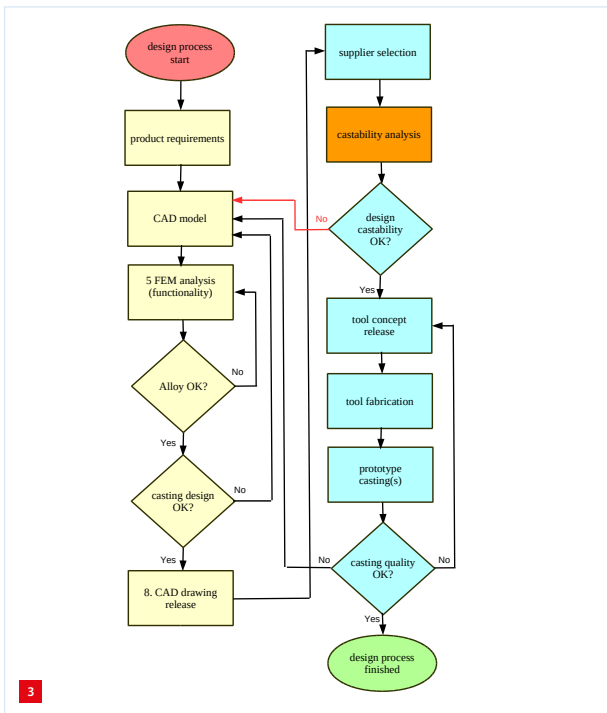 design process
start
product requirements
CAD model
5 FEM analysis
(functionality)
No
Alloy OK?
Yes
casting design
OK?
No
Yes
8. CAD drawing
release
supplier selection
castability analysis
No
design
castability
OK?
Yes
tool concept
release
tool fabrication
prototype
casting(s)
No
casting quality
OK?
No
Yes
design process
finished
3